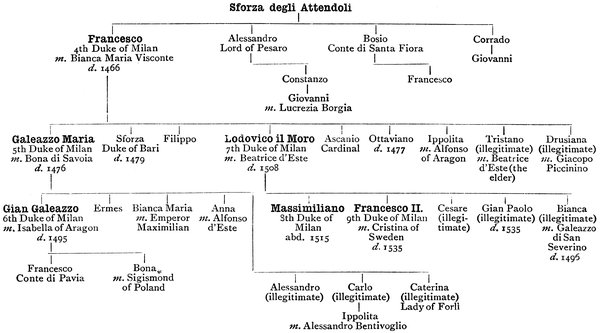 Sforza degli Attendoli
Francesco
4th Duke of Milan
m. Bianca Maria Visconte
d. 1466
Alessandro
Lord of Pesaro
Bosio
Conte di Santa Fiora
Corrado
Giovanni
Constanzo
Francesco
Giovanni
m. Lucrezia Borgia
Galeazzo Maria
5th Duke of Milan
m. Bona di Savoia
d. 1476
Sforza
Duke of Bari
d. 1479
Filippo
Lodovico il Moro
7th Duke of Milan
m. Beatrice d'Este
d. 1508
Ascanio
Cardinal
Ottaviano
d. 1477
Ippolita
m. Alfonso
of Aragon
Tristano
(illegitimate)
m. Beatrice
d'Este (the
elder)
Drusiana
(illegitimate)
m. Giacopo
Piccinino
Gian Galeazzo
6th Duke of Milan
m. Isabella of Aragon
d. 1495
Ermes
Bianca Maria
m. Emperor
Maximilian
Anna
m. Alfonso
d'Este
Massimiliano
8th Duke of
Milan
abd. 1515
Francesco II.
9th Duke of Milan
m. Cristina of
Sweden
d. 1535
Cesare
(illegi-
timate)
Gian Paolo
(illegitimate)
d. 1535
Bianca
(illegitimate)
m. Galeazzo
di San
Severino
d. 1496
Francesco
Conte di Pavia
Bona
m. Sigismond
of Poland
Alessandro
(illegitimate)
Carlo
(illegitimate)
Caterina
(illegitimate)
Lady of Forli
Ippolita
m. Alessandro Bentivoglio